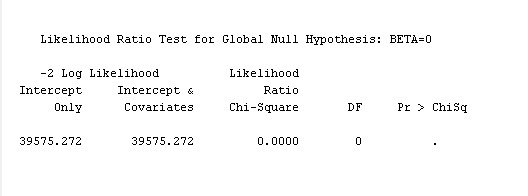 Likelihood Ratio Test for Global Null Hypothesis: BETA=0
-2 Log Likelihood Likelihood
Intercept Intercept & Ratio
Only Covariates Chi-Square DF Pr > ChiSq
39575.272 39575.272 0.0000 0 .